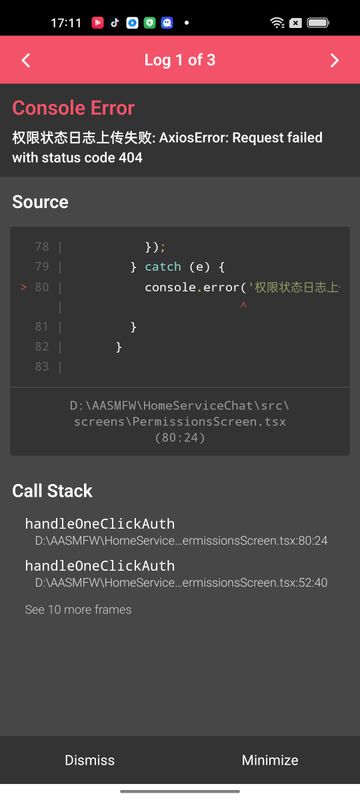 17:11
Log 1 of 3
Console Error
权限状态日志上传失败: AxiosError: Request failed
with status code 404
Source
78 | });
79 | } catch (e) {
> 80 | console.error('权限状态日志上
| ^
81 | }
82 | }
83 |
D:\AASMFW\HomeServiceChat\src\
screens\PermissionsScreen.tsx
(80:24)
Call Stack
handleOneClickAuth
D:\AASMFW\HomeService...ermissionsScreen.tsx:80:24
handleOneClickAuth
D:\AASMFW\HomeService...ermissionsScreen.tsx:52:40
See 10 more frames
Dismiss
Minimize